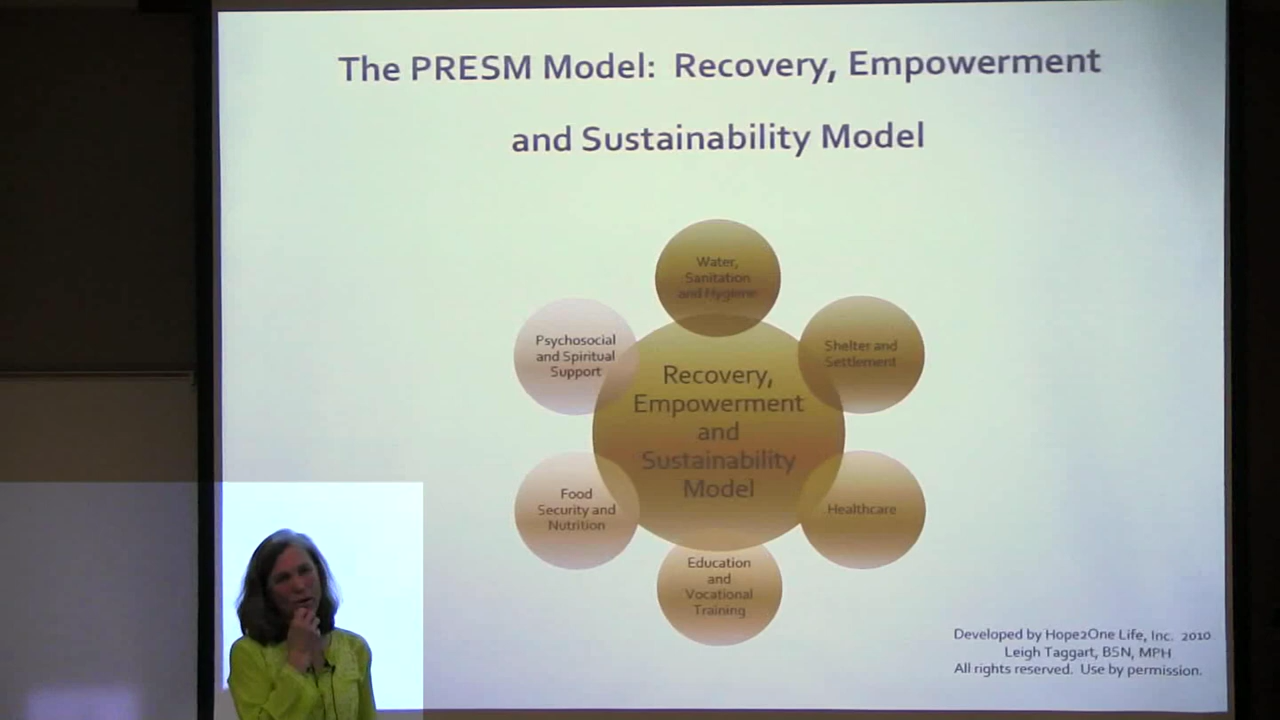 The PRESM Model: Recovery, Empowerment
and Sustainability Model
Water,
Sanitation
and Hygiene
Psychosocial
and Spiritual
Support
Shelter and
Settlement
Recovery,
Empowerment
and
Sustainability
Model
Food
Security and
Nutrition
Healthcare
Education
and
Vocational
Training
Developed by Hope2One Life, Inc. 2010
Leigh Taggart, BSN, MPH
All rights reserved. Use by permission.